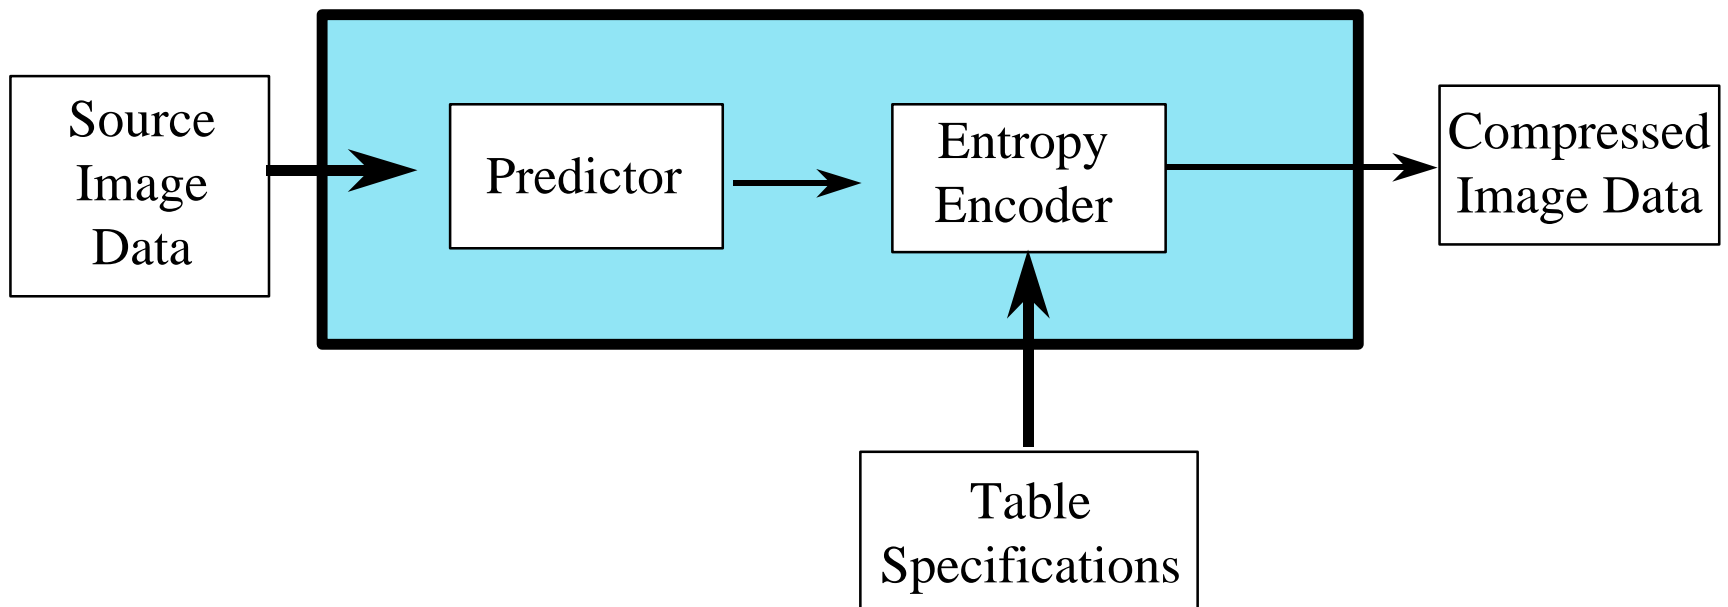 Source
Image
Data
Predictor
Entropy
Encoder
Compressed
Image Data
Table
Specifications